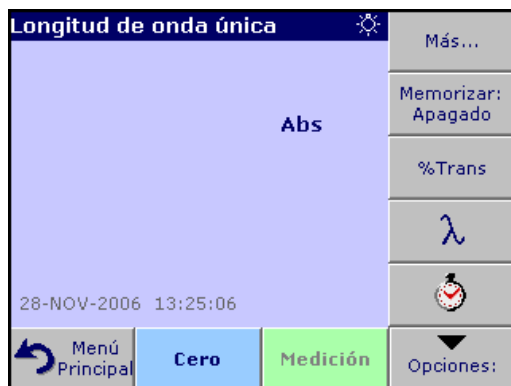 Longitud de onda única
Más...
Memorizar:
Apagado
Abs
%Trans
λ
28-NOV-2006 13:25:06
Menú
Principal
Cero
Medición
Opciones: